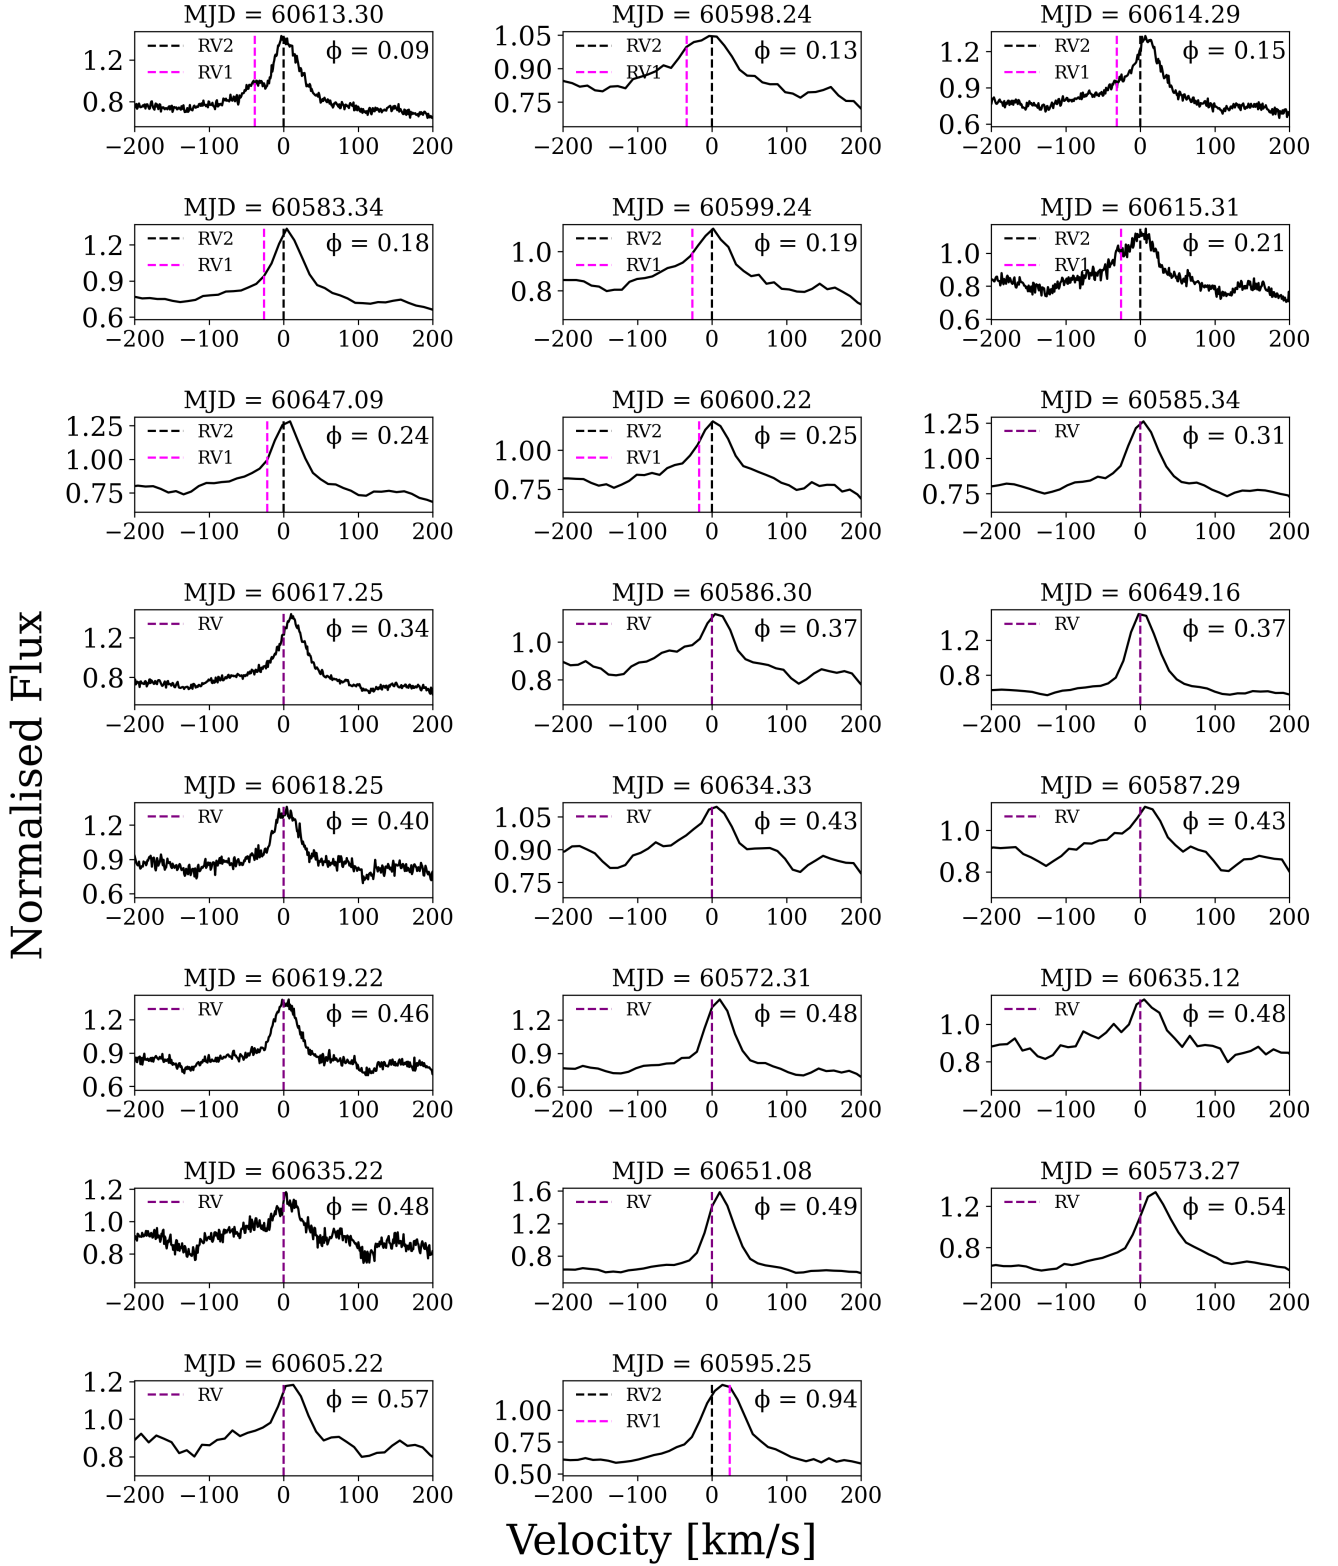 MJD = 60613.30
RV2
RV1
ϕ = 0.09
1.2
0.8
−200 −100 0 100 200
MJD = 60598.24
RV2
RV1
ϕ = 0.13
1.05
0.90
0.75
−200 −100 0 100 200
MJD = 60614.29
RV2
RV1
ϕ = 0.15
1.2
0.9
0.6
−200 −100 0 100 200
MJD = 60583.34
RV2
RV1
ϕ = 0.18
1.2
0.9
0.6
−200 −100 0 100 200
MJD = 60599.24
RV2
RV1
ϕ = 0.19
1.0
0.8
−200 −100 0 100 200
MJD = 60615.31
RV2
RV1
ϕ = 0.21
1.0
0.8
0.6
−200 −100 0 100 200
MJD = 60647.09
RV2
RV1
ϕ = 0.24
1.25
1.00
0.75
−200 −100 0 100 200
MJD = 60600.22
RV2
RV1
ϕ = 0.25
1.00
0.75
−200 −100 0 100 200
MJD = 60585.34
RV
ϕ = 0.31
1.25
1.00
0.75
−200 −100 0 100 200
MJD = 60617.25
RV
ϕ = 0.34
1.2
0.8
−200 −100 0 100 200
MJD = 60586.30
RV
ϕ = 0.37
1.0
0.8
−200 −100 0 100 200
MJD = 60649.16
RV
ϕ = 0.37
1.2
0.8
−200 −100 0 100 200
MJD = 60618.25
RV
ϕ = 0.40
1.2
0.9
0.6
−200 −100 0 100 200
MJD = 60634.33
RV
ϕ = 0.43
1.05
0.90
0.75
−200 −100 0 100 200
MJD = 60587.29
RV
ϕ = 0.43
1.0
0.8
−200 −100 0 100 200
MJD = 60619.22
RV
ϕ = 0.46
1.2
0.9
0.6
−200 −100 0 100 200
MJD = 60572.31
RV
ϕ = 0.48
1.2
0.9
0.6
−200 −100 0 100 200
MJD = 60635.12
RV
ϕ = 0.48
1.0
0.8
−200 −100 0 100 200
MJD = 60635.22
RV
ϕ = 0.48
1.2
1.0
0.8
−200 −100 0 100 200
MJD = 60651.08
RV
ϕ = 0.49
1.6
1.2
0.8
−200 −100 0 100 200
MJD = 60573.27
RV
ϕ = 0.54
1.2
0.8
−200 −100 0 100 200
MJD = 60605.22
RV
ϕ = 0.57
1.2
1.0
0.8
−200 −100 0 100 200
MJD = 60595.25
RV2
RV1
ϕ = 0.94
1.00
0.75
0.50
−200 −100 0 100 200
Normalised Flux
Velocity [km/s]